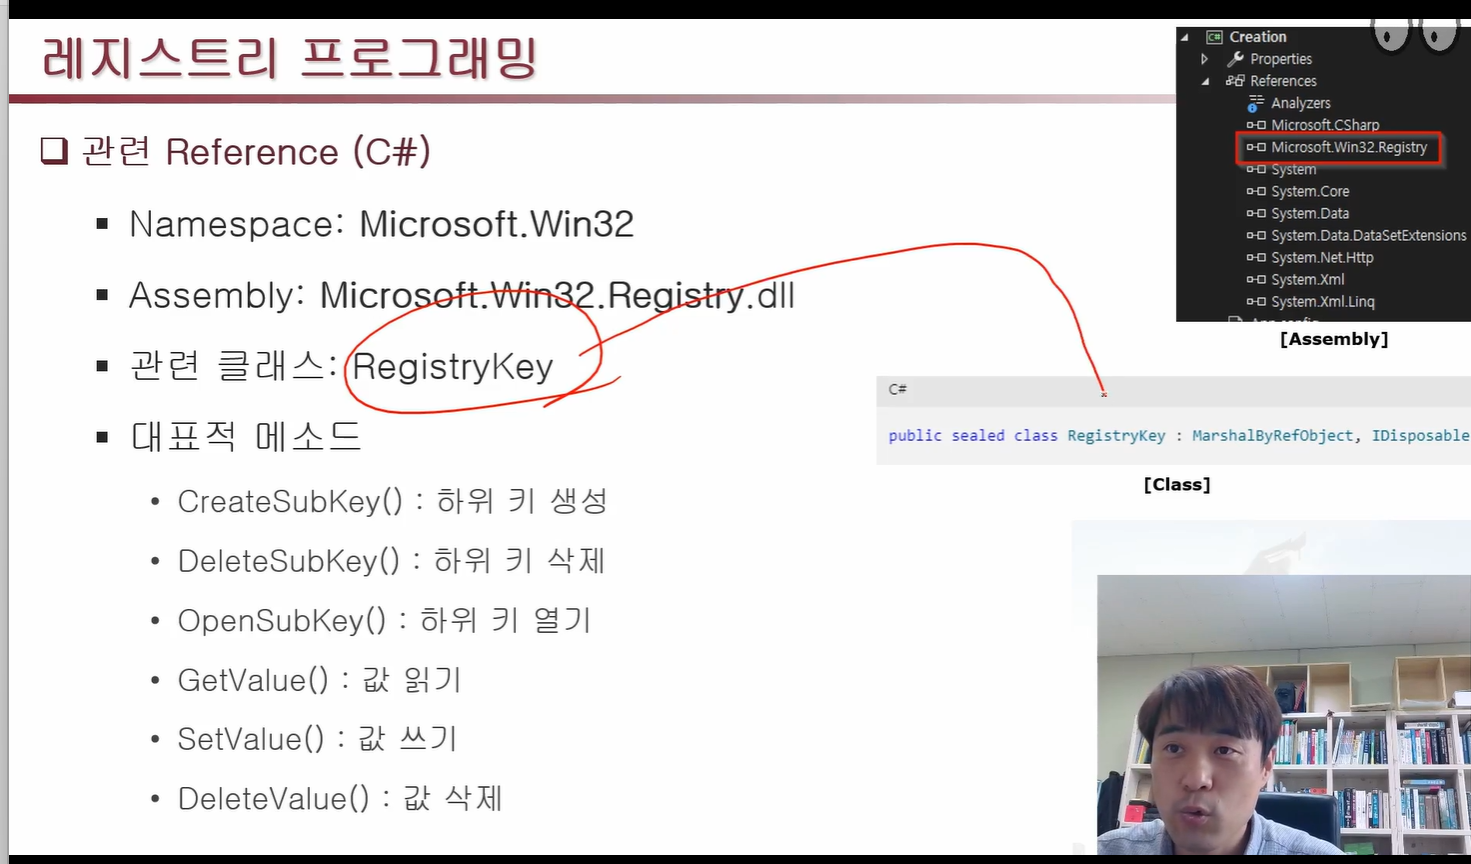 레지스트리 프로그래밍
관련 Reference (C#)
Namespace: Microsoft.Win32
Assembly: Microsoft.Win32.Registry.dll
관련 클래스: RegistryKey
대표적 메소드
CreateSubKey() : 하위 키 생성
DeleteSubKey() : 하위 키 삭제
OpenSubKey() : 하위 키 열기
GetValue() : 값 읽기
SetValue() : 값 쓰기
DeleteValue() : 값 삭제
C# Creation
Properties
References
Analyzers
Microsoft.CSharp
Microsoft.Win32.Registry
System
System.Core
System.Data
System.Data.DataSetExtensions
System.Net.Http
System.Xml
System.Xml.Linq
[Assembly]
C#
public sealed class RegistryKey : MarshalByRefObject, IDisposable
[Class]